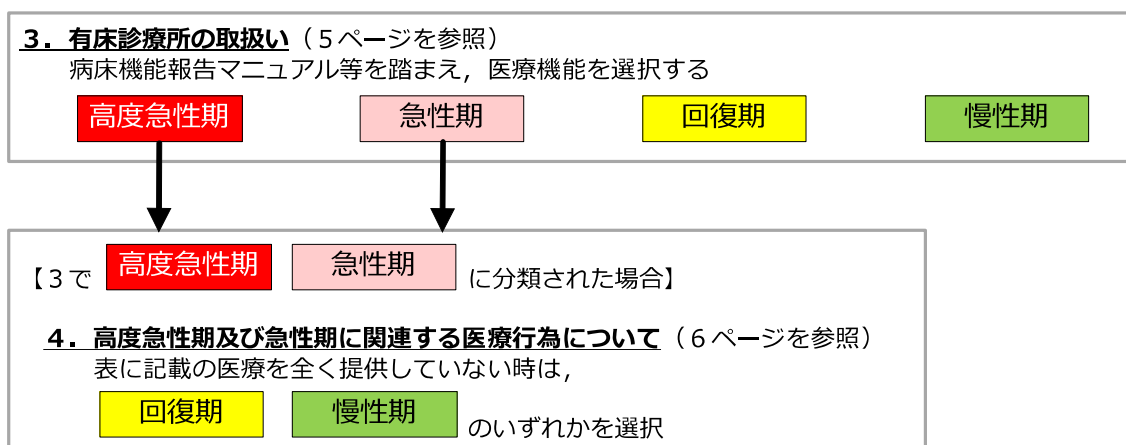 3．有床診療所の取扱い（5ページを参照）
病床機能報告マニュアル等を踏まえ，医療機能を選択する
高度急性期 急性期 回復期 慢性期
【3で 高度急性期 急性期 に分類された場合】
4．高度急性期及び急性期に関連する医療行為について（6ページを参照）
表に記載の医療を全く提供していない時は，
回復期 慢性期 のいずれかを選択